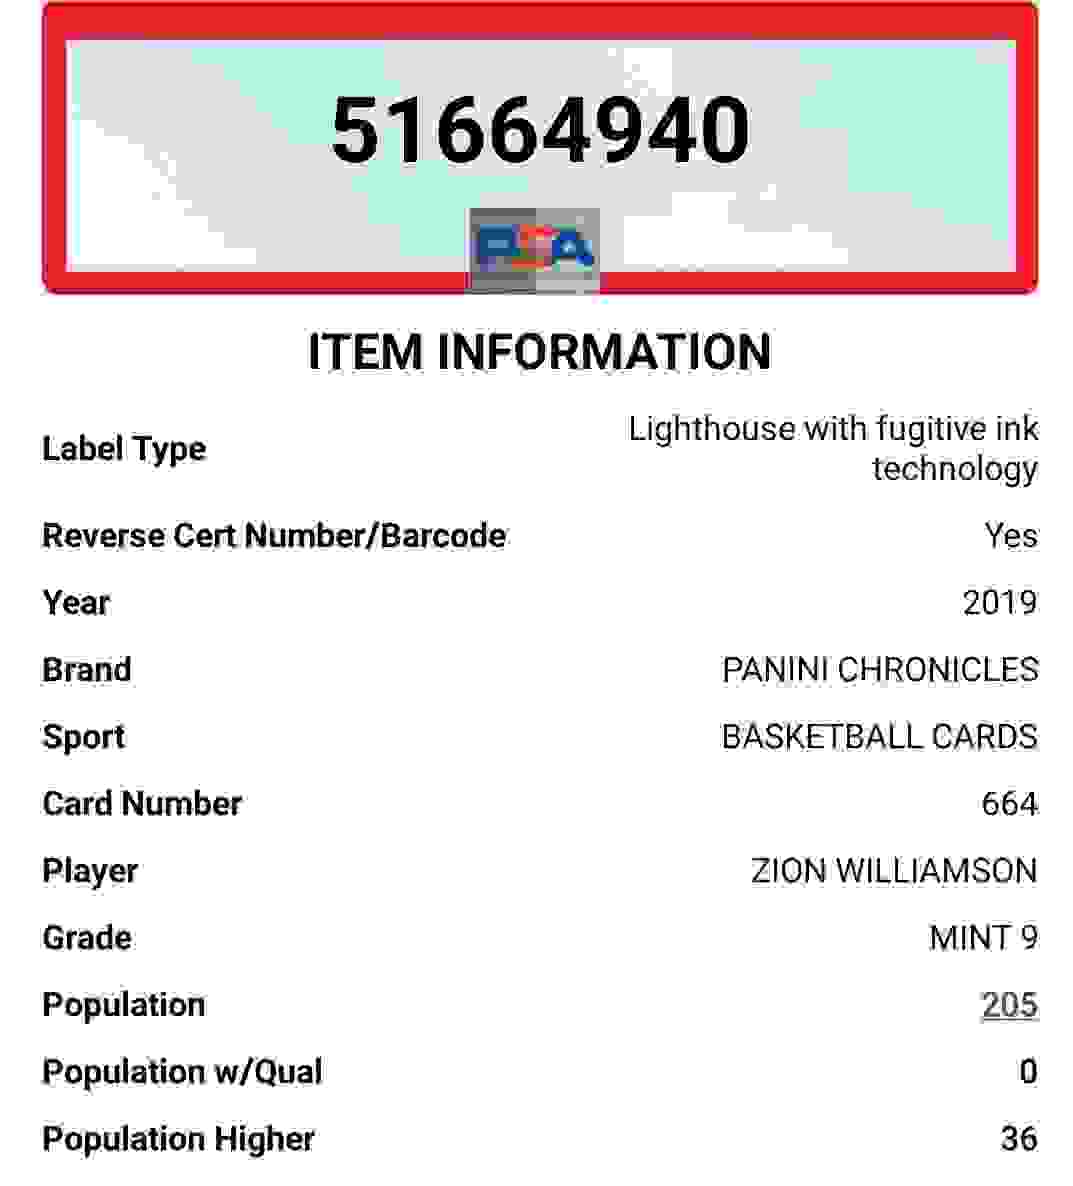 51664940
PSA
ITEM INFORMATION
Label Type Lighthouse with fugitive ink
technology
Reverse Cert Number/Barcode Yes
Year 2019
Brand PANINI CHRONICLES
Sport BASKETBALL CARDS
Card Number 664
Player ZION WILLIAMSON
Grade MINT 9
Population 205
Population w/Qual 0
Population Higher 36